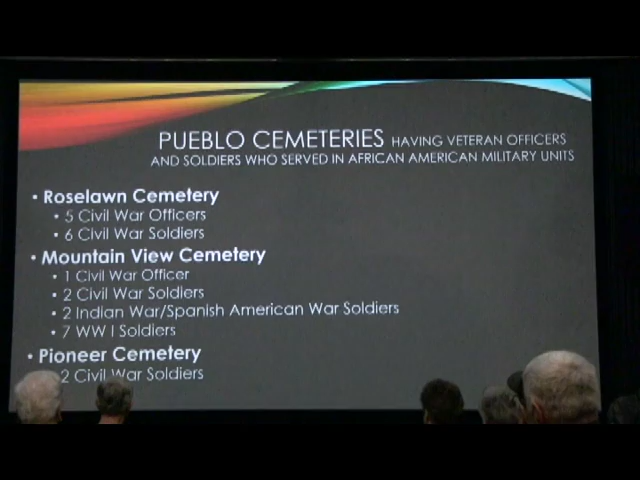 PUEBLO CEMETERIES HAVING VETERAN OFFICERS
AND SOLDIERS WHO SERVED IN AFRICAN AMERICAN MILITARY UNITS
• Roselawn Cemetery
• 5 Civil War Officers
• 6 Civil War Soldiers
• Mountain View Cemetery
• 1 Civil War Officer
• 2 Civil War Soldiers
• 2 Indian War/Spanish American War Soldiers
• 7 WW I Soldiers
• Pioneer Cemetery
2 Civil War Soldiers